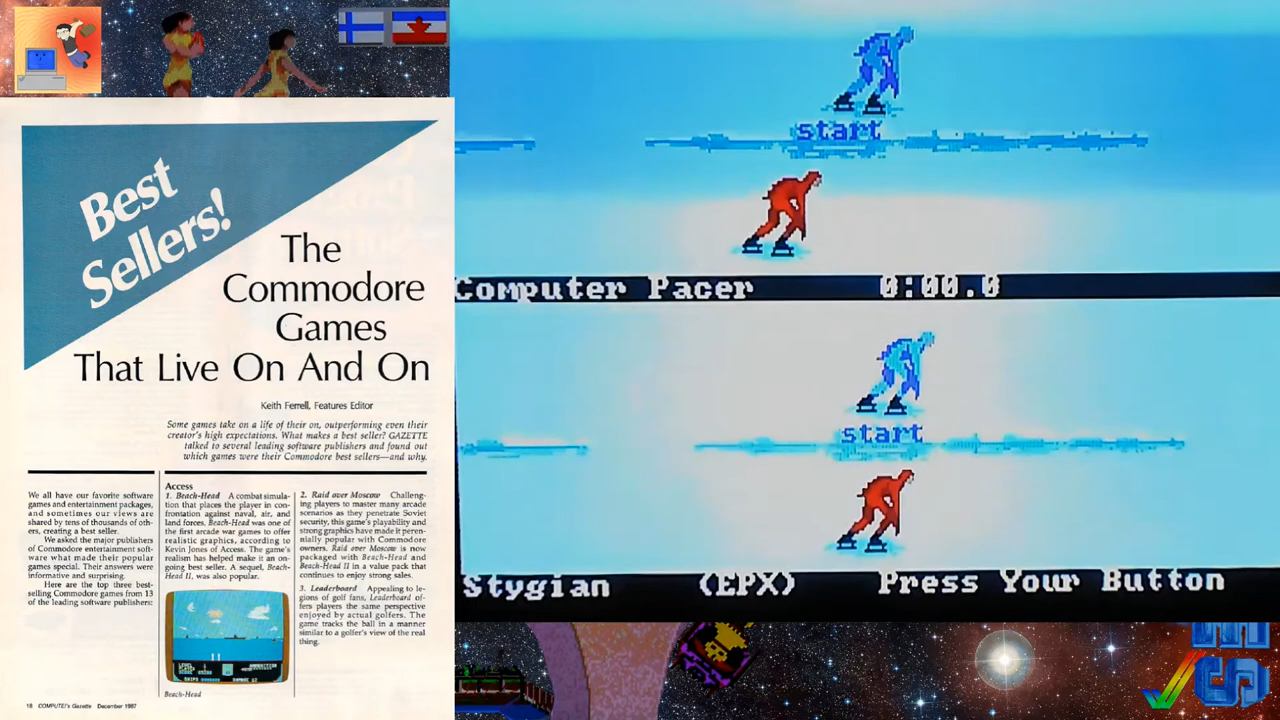 Best
Sellers!
The
Commodore
Games
That Live On And On
Keith Ferrell, Features Editor
Some games take on a life of their on, outperforming even their
creator's high expectations. What makes a best seller? GAZETTE
talked to several leading software publishers and found out
which games were their Commodore best sellers—and why.
We all have our favorite software
games and entertainment packages,
and sometimes our views are
shared by tens of thousands of oth-
ers, creating a best seller.
We asked the major publishers
of Commodore entertainment soft-
ware what made their popular
games special. Their answers were
informative and surprising.
Here are the top three best-
selling Commodore games from 13
of the leading software publishers:
Access
1. Beach-Head A combat simula-
tion that places the player in con-
frontation against naval, air, and
land forces. Beach-Head was one of
the first arcade war games to offer
realistic graphics, according to
Kevin Jones of Access. The game's
realism has helped make it an on-
going best seller. A sequel, Beach-
Head II, was also popular.
Beach-Head
2. Raid over Moscow Challeng-
ing players to master many arcade
scenarios as they penetrate Soviet
security, this game's playability and
strong graphics have made it peren-
nially popular with Commodore
owners. Raid over Moscow is now
packaged with Beach-Head and
Beach-Head II in a value pack that
continues to enjoy strong sales.
3. Leaderboard Appealing to le-
gions of golf fans, Leaderboard of-
fers players the same perspective
enjoyed by actual golfers. The
game tracks the ball in a manner
similar to a golfer's view of the real
thing.
18 COMPUTE!'s Gazette December 1987
start
Computer Pacer 0:00.0
start
Stygian (EPX) Press Your Button